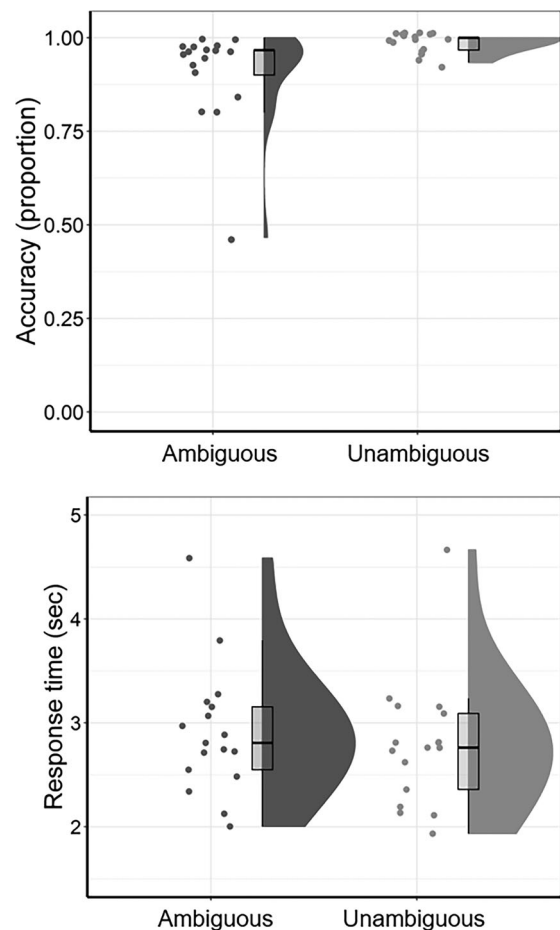 Accuracy (proportion)
1.00
0.75
0.50
0.25
0.00
Ambiguous Unambiguous
Response time (sec)
5
4
3
2
Ambiguous Unambiguous